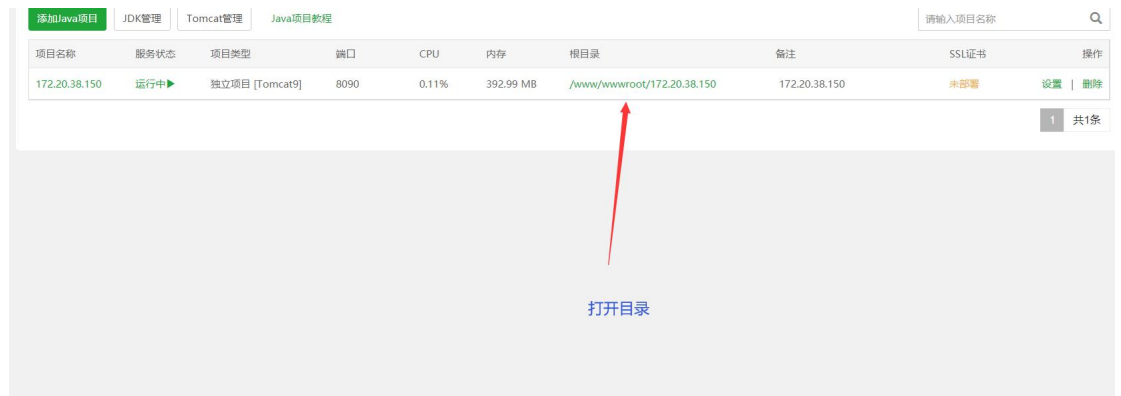 添加Java项目 JDK管理 Tomcat管理 Java项目教程 请输入项目名称
项目名称 服务状态 项目类型 端口 CPU 内存 根目录 备注 SSL证书 操作
172.20.38.150 运行中 独立项目 [Tomcat9] 8090 0.11% 392.99 MB /www/wwwroot/172.20.38.150 172.20.38.150 未部署 设置 | 删除
1 共1条
打开目录